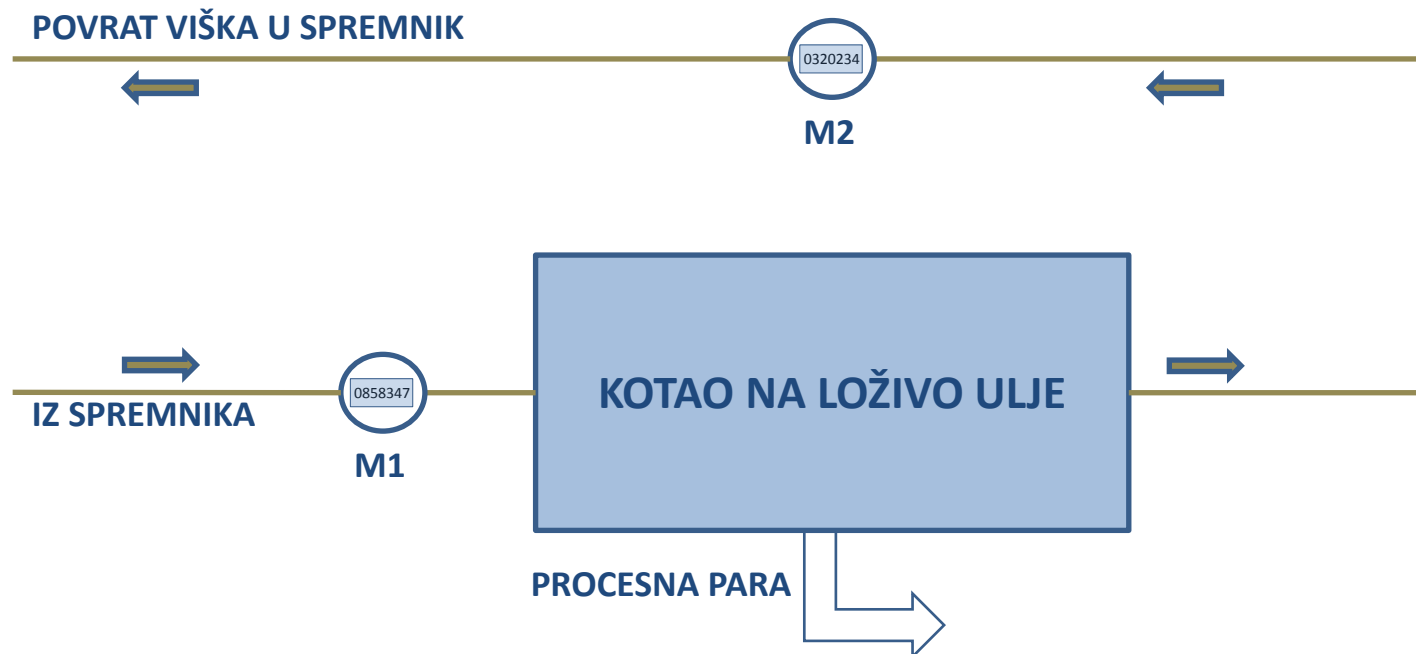 POVRAT VIŠKA U SPREMNIK
0320234
M2
KOTAO NA LOŽIVO ULJE
0858347
IZ SPREMNIKA
M1
PROCESNA PARA